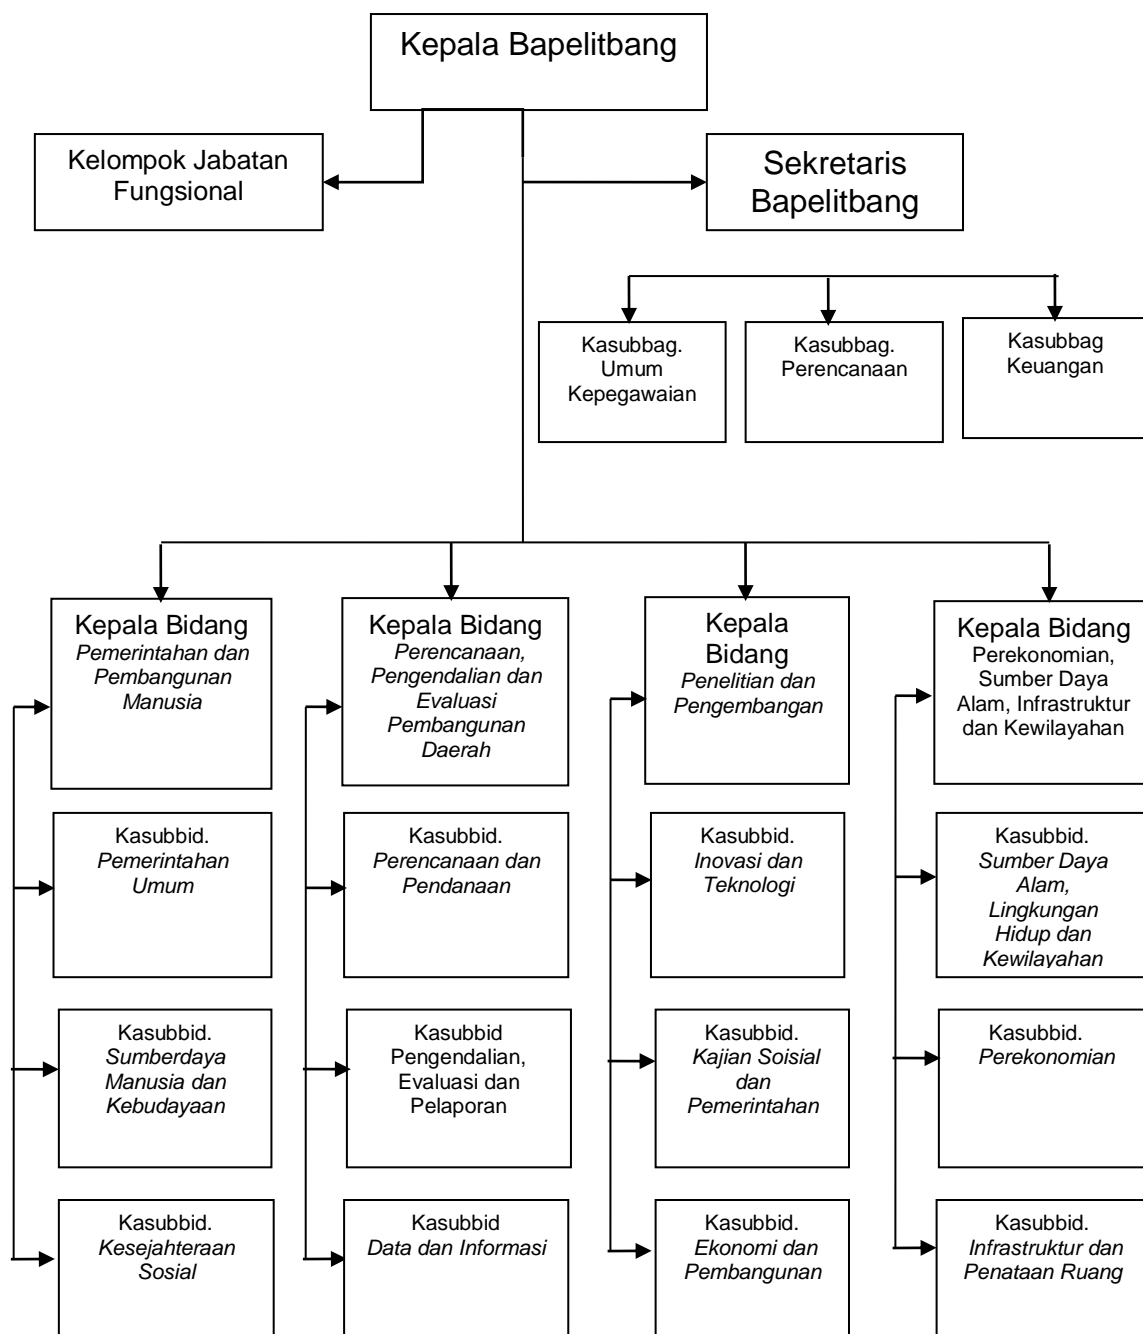 Kepala Bapelitbang
Kelompok Jabatan
Fungsional
Sekretaris
Bapelitbang
Kasubbag.
Umum
Kepegawaian
Kasubbag.
Perencanaan
Kasubbag
Keuangan
Kepala Bidang
Pemerintahan dan
Pembangunan
Manusia
Kepala Bidang
Perencanaan,
Pengendalian dan
Evaluasi
Pembangunan
Daerah
Kepala
Bidang
Penelitian dan
Pengembangan
Kepala Bidang
Perekonomian,
Sumber Daya
Alam, Infrastruktur
dan Kewilayahan
Kasubbid.
Pemerintahan
Umum
Kasubbid.
Perencanaan dan
Pendanaan
Kasubbid.
Inovasi dan
Teknologi
Kasubbid.
Sumber Daya
Alam,
Lingkungan
Hidup dan
Kewilayahan
Kasubbid.
Sumberdaya
Manusia dan
Kebudayaan
Kasubbid
Pengendalian,
Evaluasi dan
Pelaporan
Kasubbid.
Kajian Soisial
dan
Pemerintahan
Kasubbid.
Perekonomian
Kasubbid.
Kesejahteraan
Sosial
Kasubbid
Data dan Informasi
Kasubbid.
Ekonomi dan
Pembangunan
Kasubbid.
Infrastruktur dan
Penataan Ruang